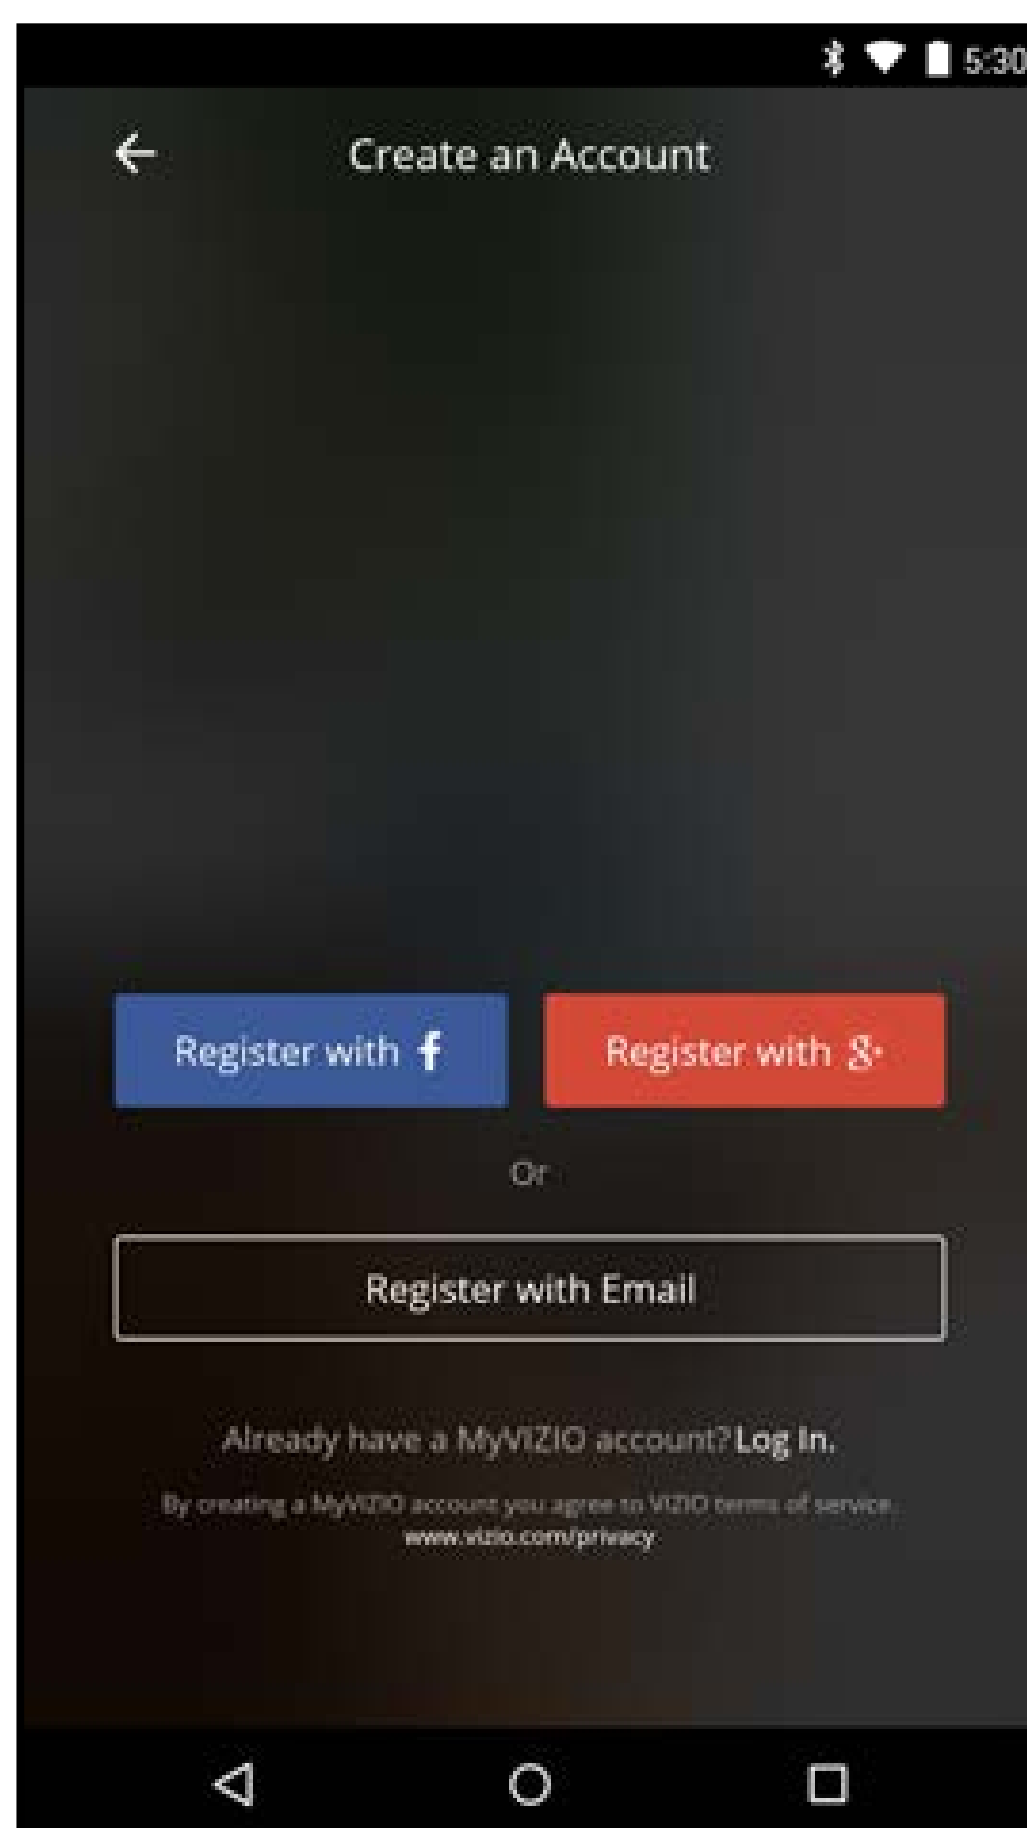 5:30
Create an Account
Register with f
Register with g+
Or
Register with Email
Already have a MyVIZIO account? Log In.
By creating a MyVIZIO account you agree to VIZIO terms of service.
www.vizio.com/privacy